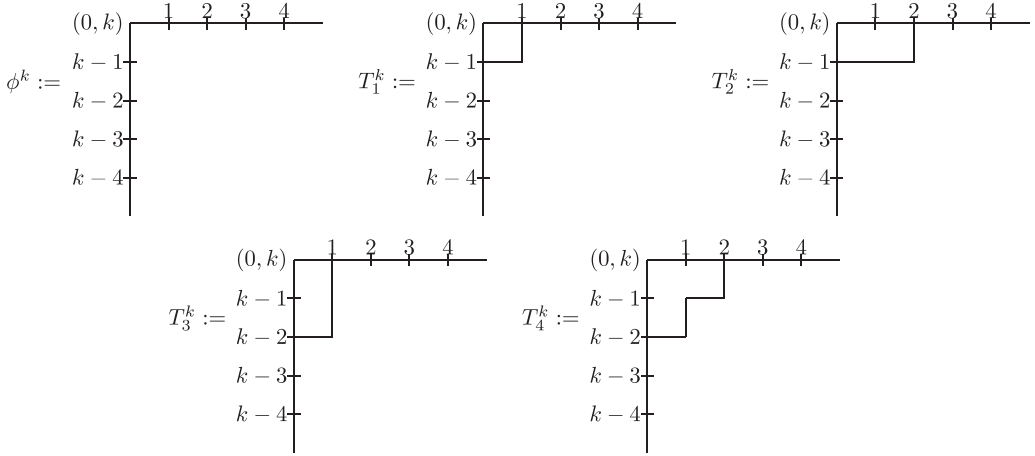 (0, k) 1 2 3 4 (0, k) 1 2 3 4 (0, k) 1 2 3 4
k − 1 k − 1 k − 1
ϕ^k := T_1^k := T_2^k :=
k − 2 k − 2 k − 2
k − 3 k − 3 k − 3
k − 4 k − 4 k − 4
(0, k) 1 2 3 4 (0, k) 1 2 3 4
k − 1 k − 1
T_3^k := T_4^k :=
k − 2 k − 2
k − 3 k − 3
k − 4 k − 4